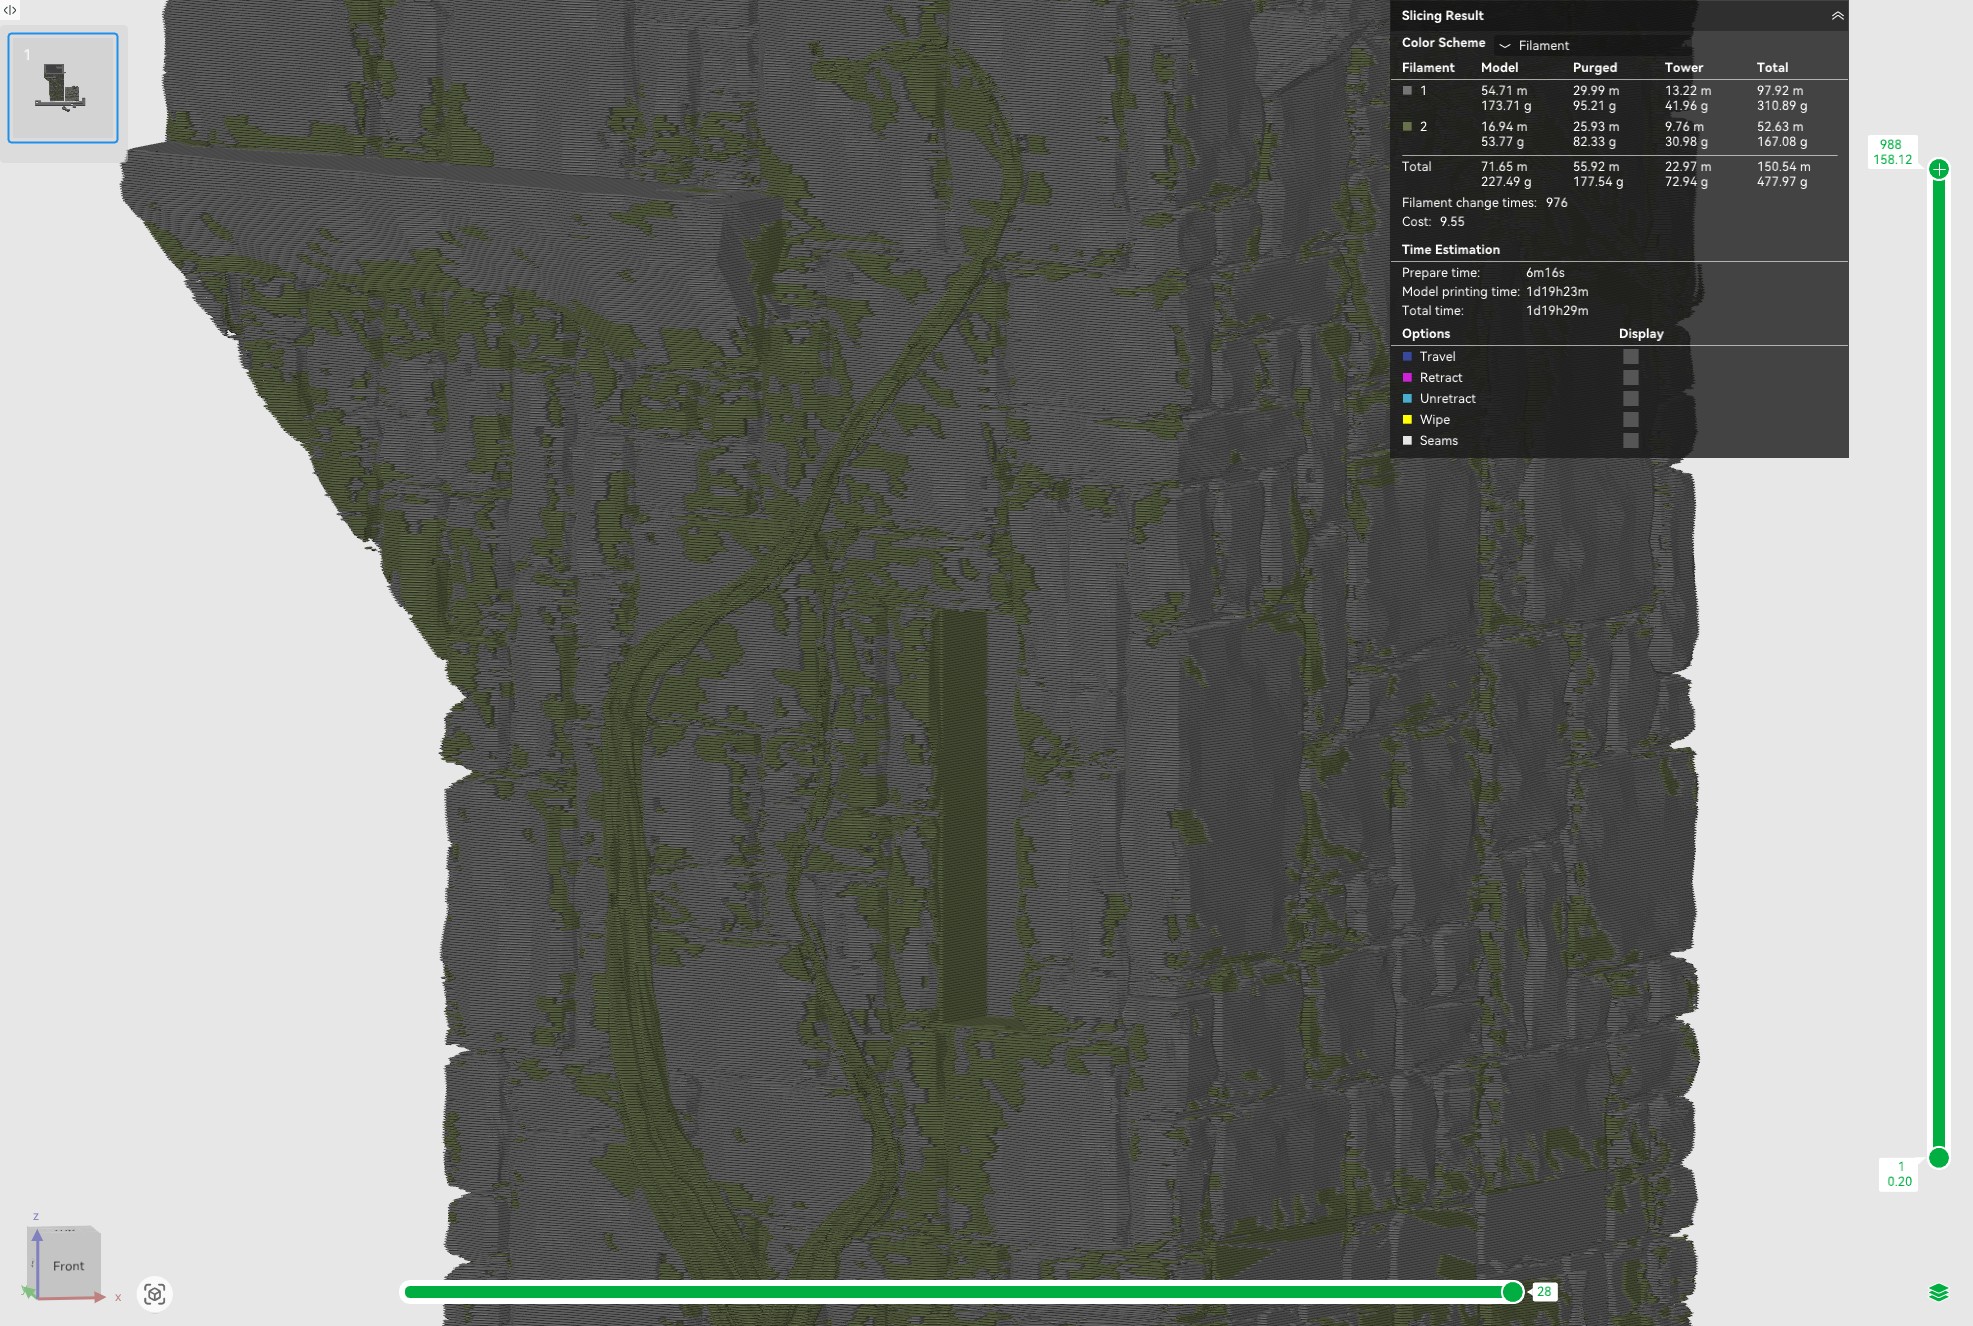 1
Slicing Result
Color Scheme Filament
Filament Model Purged Tower Total
1 54.71 m 29.99 m 13.22 m 97.92 m
173.71 g 95.21 g 41.96 g 310.89 g
2 16.94 m 25.93 m 9.76 m 52.63 m
53.77 g 82.33 g 30.98 g 167.08 g
Total 71.65 m 55.92 m 22.97 m 150.54 m
227.49 g 177.54 g 72.94 g 477.97 g
Filament change times: 976
Cost: 9.55
Time Estimation
Prepare time: 6m16s
Model printing time: 1d19h23m
Total time: 1d19h29m
Options Display
Travel
Retract
Unretract
Wipe
Seams
988
158.12
1
0.20
z
Front
x
28